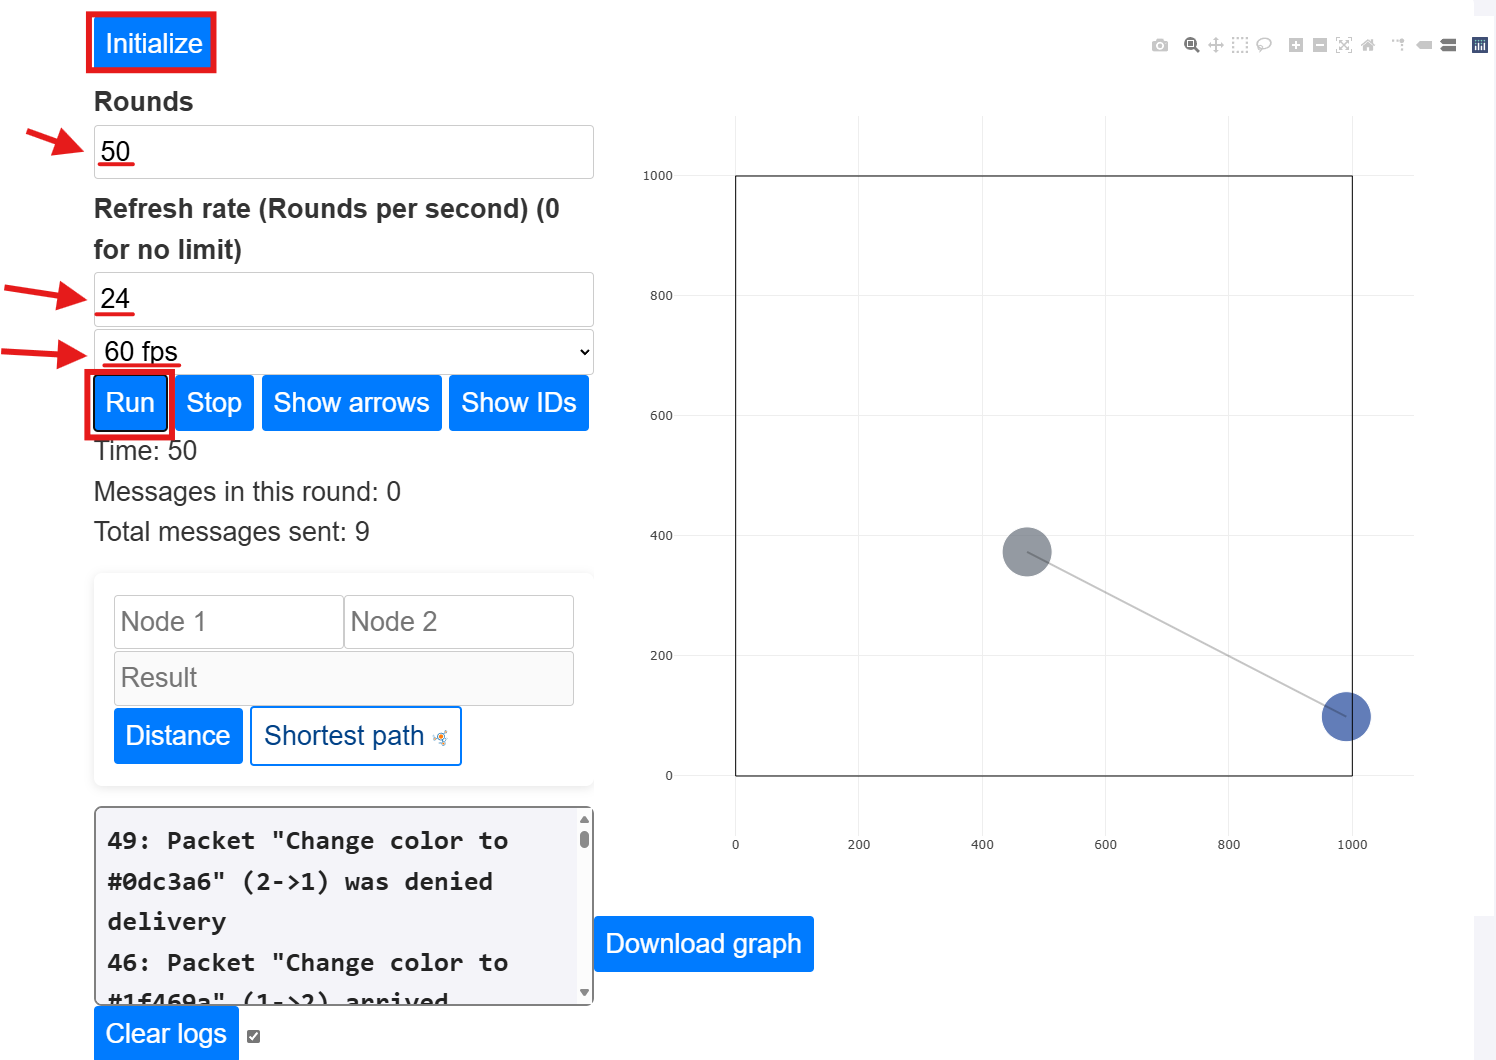 Initialize
Rounds
50
Refresh rate (Rounds per second) (0
for no limit)
24
60 fps
Run
Stop
Show arrows
Show IDs
Time: 50
Messages in this round: 0
Total messages sent: 9
Node 1
Node 2
Result
Distance
Shortest path
49: Packet "Change color to
#0dc3a6" (2->1) was denied
delivery
46: Packet "Change color to
#1f469a" (1->2) arrived
Clear logs
1000
800
600
400
200
0
0
200
400
600
800
1000
Download graph